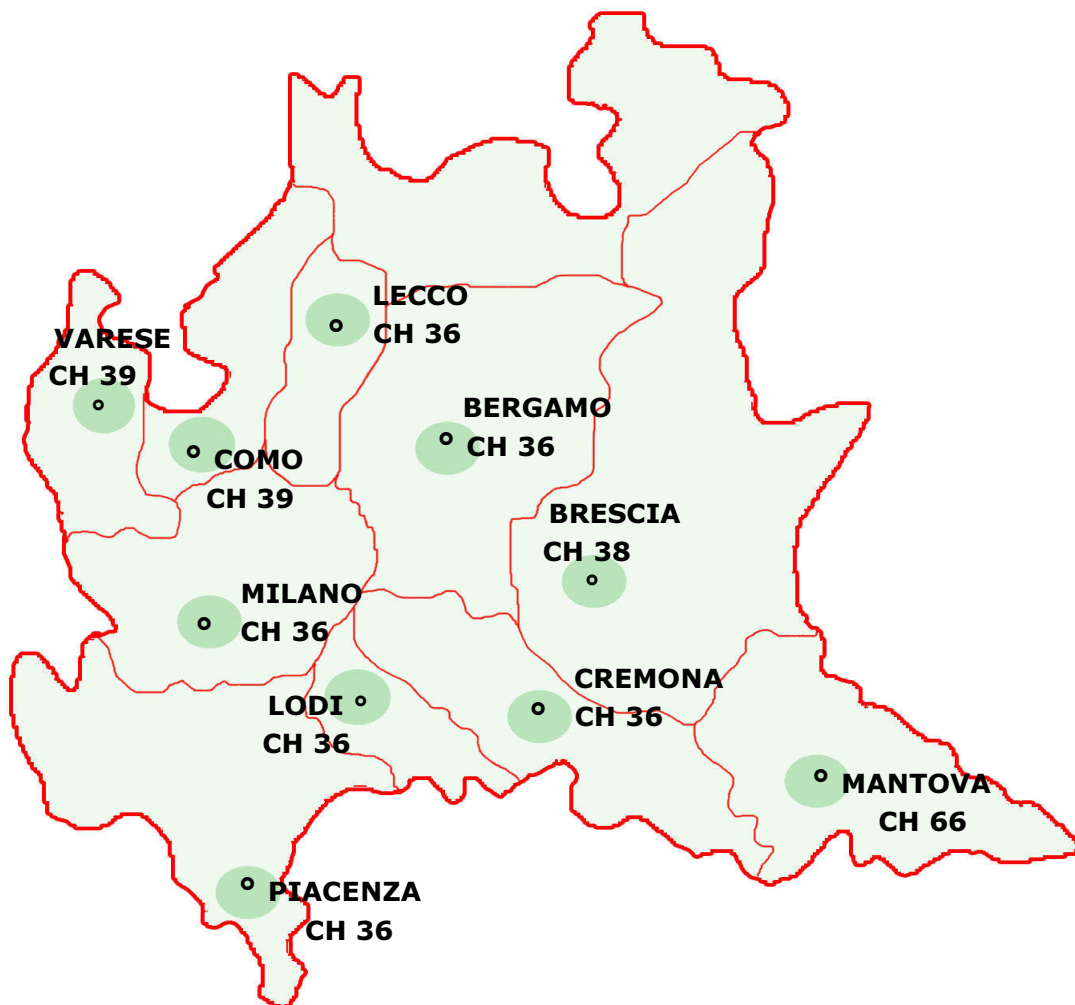 LECCO
CH 36
VARESE
CH 39
BERGAMO
CH 36
COMO
CH 39
BRESCIA
CH 38
MILANO
CH 36
CREMONA
CH 36
LODI
CH 36
MANTOVA
CH 66
PIACENZA
CH 36